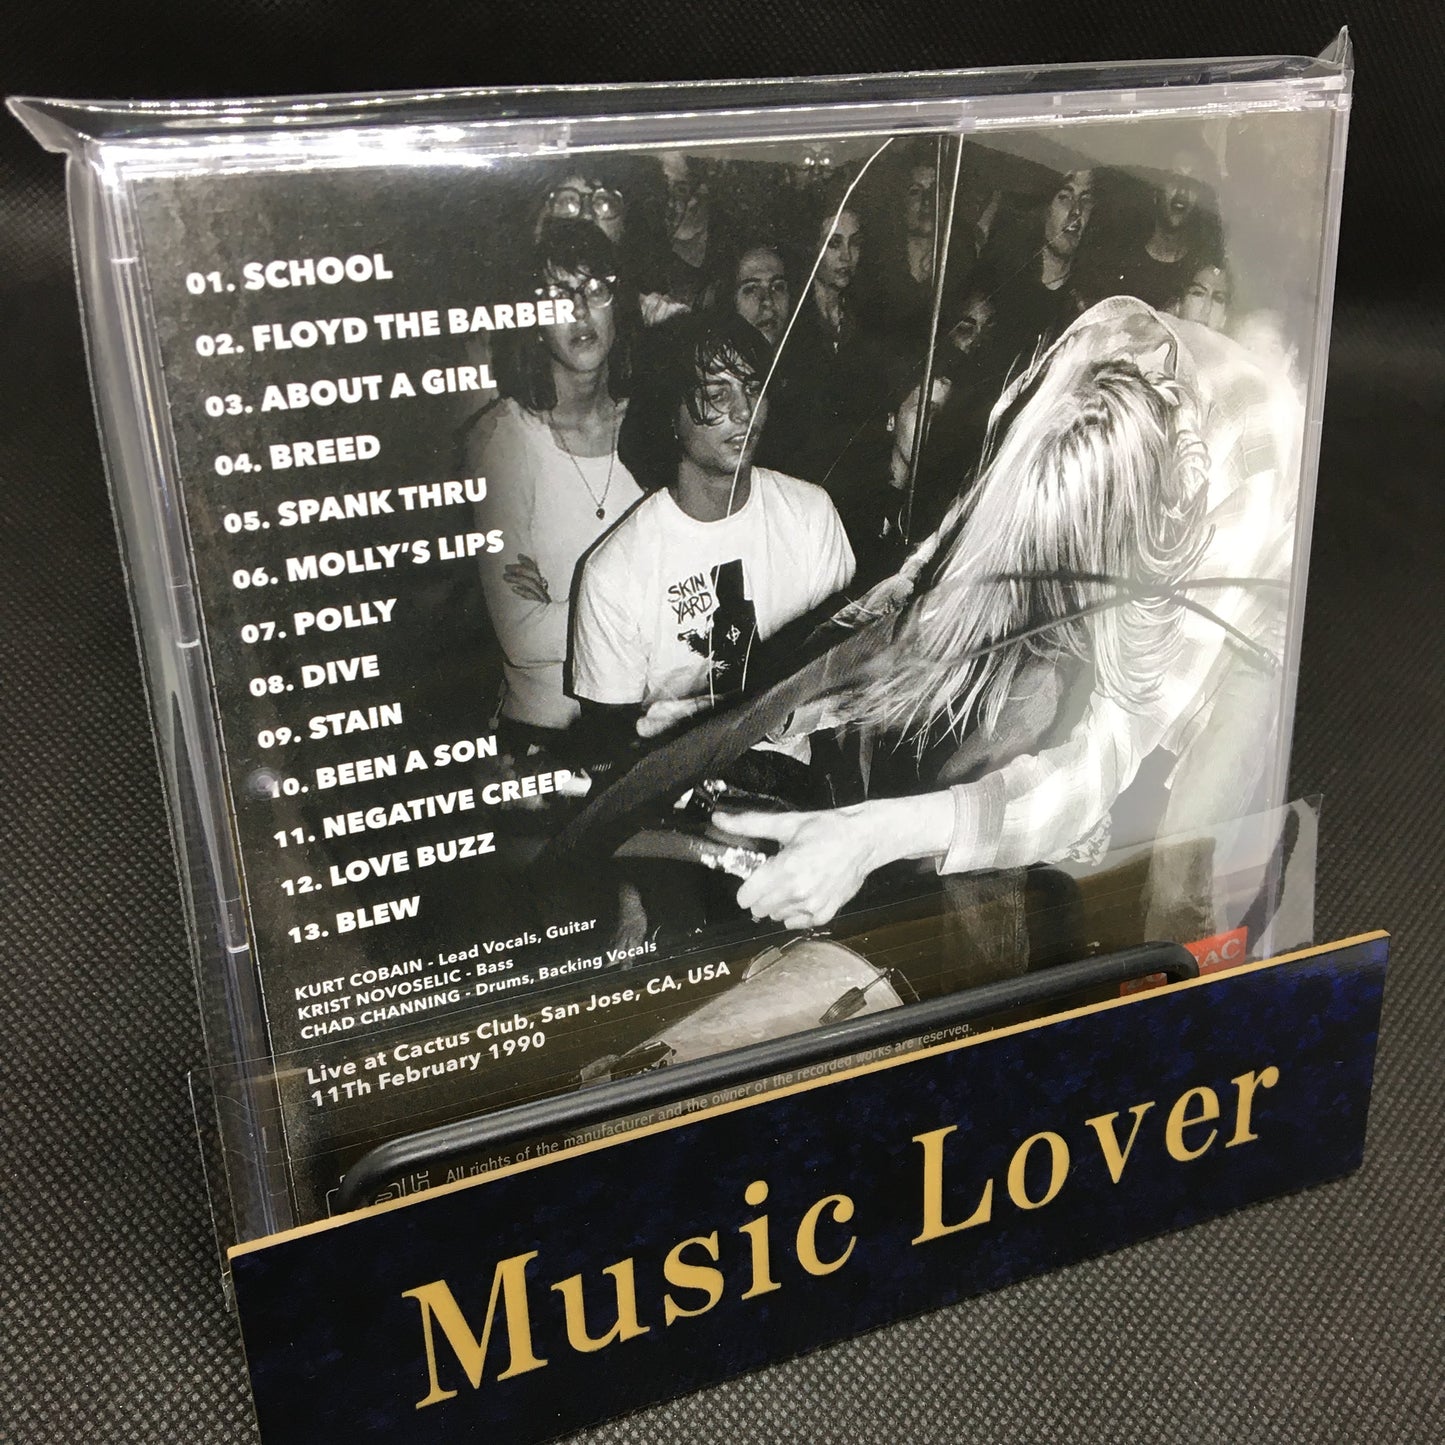 01. SCHOOL
02. FLOYD THE BARBER
03. ABOUT A GIRL
04. BREED
05. SPANK THRU
06. MOLLY'S LIPS
07. POLLY
08. DIVE
09. STAIN
10. BEEN A SON
11. NEGATIVE CREEP
12. LOVE BUZZ
13. BLEW
KURT COBAIN - Lead Vocals, Guitar
KRIST NOVOSELIC - Bass
CHAD CHANNING - Drums, Backing Vocals
Live at Cactus Club, San Jose, CA, USA
11Th February 1990
SKIN
YARD
All rights of the manufacturer and the owner of the recorded works are reserved.
Music Lover